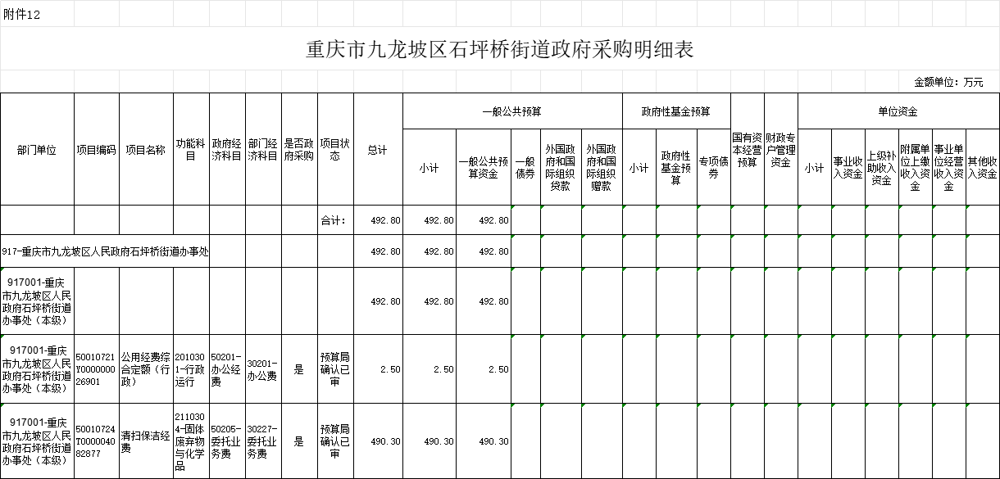 附件12
重庆市九龙坡区石坪桥街道政府采购明细表
金额单位：万元
部门单位 项目编码 项目名称 功能科目 政府经济科目 部门经济科目 是否政府采购 项目状态 总计 一般公共预算 政府性基金预算 国有资本经营预算 财政专户管理资金 单位资金
小计 一般公共预算资金 一般债券 外国政府和国际组织贷款 外国政府和国际组织赠款 小计 政府性基金预算 专项债券 小计 事业收入资金 上级补助收入资金 附属单位上缴收入资金 事业单位经营收入资金 其他收入资金
合计： 492.80 492.80 492.80
917-重庆市九龙坡区人民政府石坪桥街道办事处 492.80 492.80 492.80
917001-重庆市九龙坡区人民政府石坪桥街道办事处（本级） 492.80 492.80 492.80
917001-重庆市九龙坡区人民政府石坪桥街道办事处（本级） 50010721Y000000026901 公用经费综合定额（行政） 2010301-行政运行 50201-办公经费 30201-办公费 是 预算局确认已审 2.50 2.50 2.50
917001-重庆市九龙坡区人民政府石坪桥街道办事处（本级） 50010724T000004082877 清扫保洁经费 2110304-固体废弃物与化学品 50205-委托业务费 30227-委托业务费 是 预算局确认已审 490.30 490.30 490.30